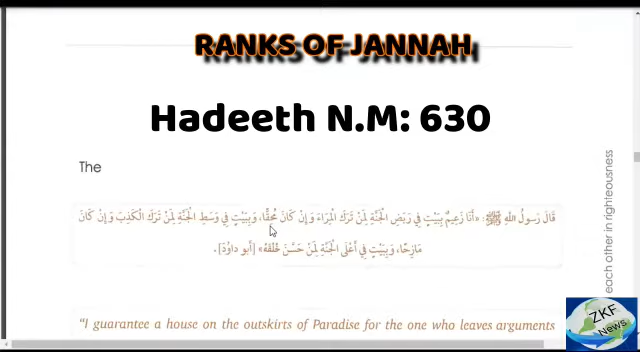 RANKS OF JANNAH
Hadeeth N.M: 630
The
قَالَ رَسولُ اللهِ ﷺ: «أَنَا زَعِيمٌ بِبَيْتٍ فِي رَبَضِ الْجَنَّةِ لِمَنْ تَرَكَ الْمِرَاءَ وَإِنْ كَانَ مُحِقًّا، وَبِبَيْتٍ فِي وَسَطِ الْجَنَّةِ لِمَنْ تَرَكَ الْكَذِبَ وَإِنْ كَانَ
مَازِحًا، وَبِبَيْتٍ فِي أَعْلَى الْجَنَّةِ لِمَنْ حَسَّنَ خُلُقَهُ» [أبو داوُدَ].
"I guarantee a house on the outskirts of Paradise for the one who leaves arguments
each other in righteousness
ZKF
News